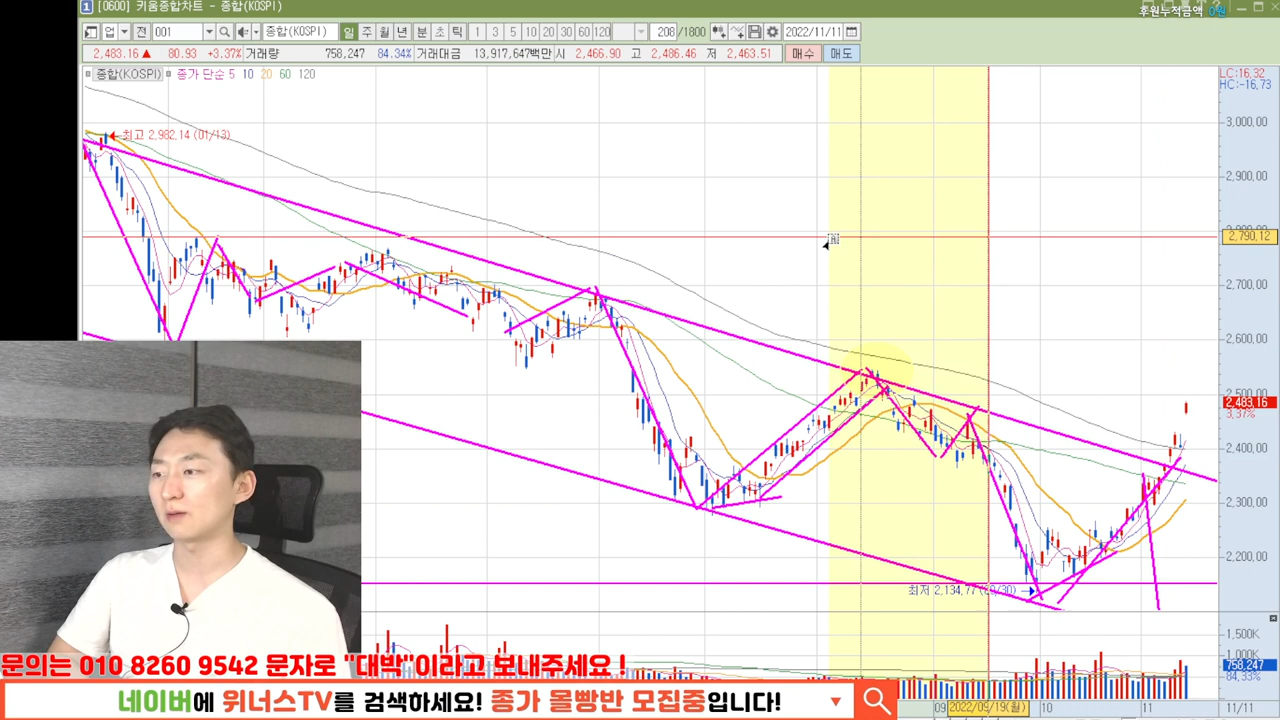 [0600] 키움종합차트 - 종합(KOSPI)
후원누적금액 0원
업 전 001 종합(KOSPI) 일 주 월 년 분 초 틱 1 3 5 10 20 30 60 120 208 /1800 2022/11/11
2,483.16 ▲ 80.93 +3.37% 거래량 758,247 84.34% 거래대금 13,917,647백만 시 2,466.90 고 2,486.46 저 2,463.51 매수 매도
종합(KOSPI) 종가 단순 5 10 20 60 120
LC:16.32
HC:-16.73
최고 2,982.14 (01/13)
3,000.00
2,900.00
2,790.12
2,700.00
2,600.00
2,500.00
2,483.16
3.37%
2,400.00
2,300.00
2,200.00
최저 2,134.77 (09/30)
1,500K
1,000K
758,247
84.33%
09 2022/09/19(월) 10 11 11/11
문의는 010 8260 9542 문자로 "대박"이라고 보내주세요 !
네이버에 위너스TV를 검색하세요! 종가 몰빵반 모집중입니다!